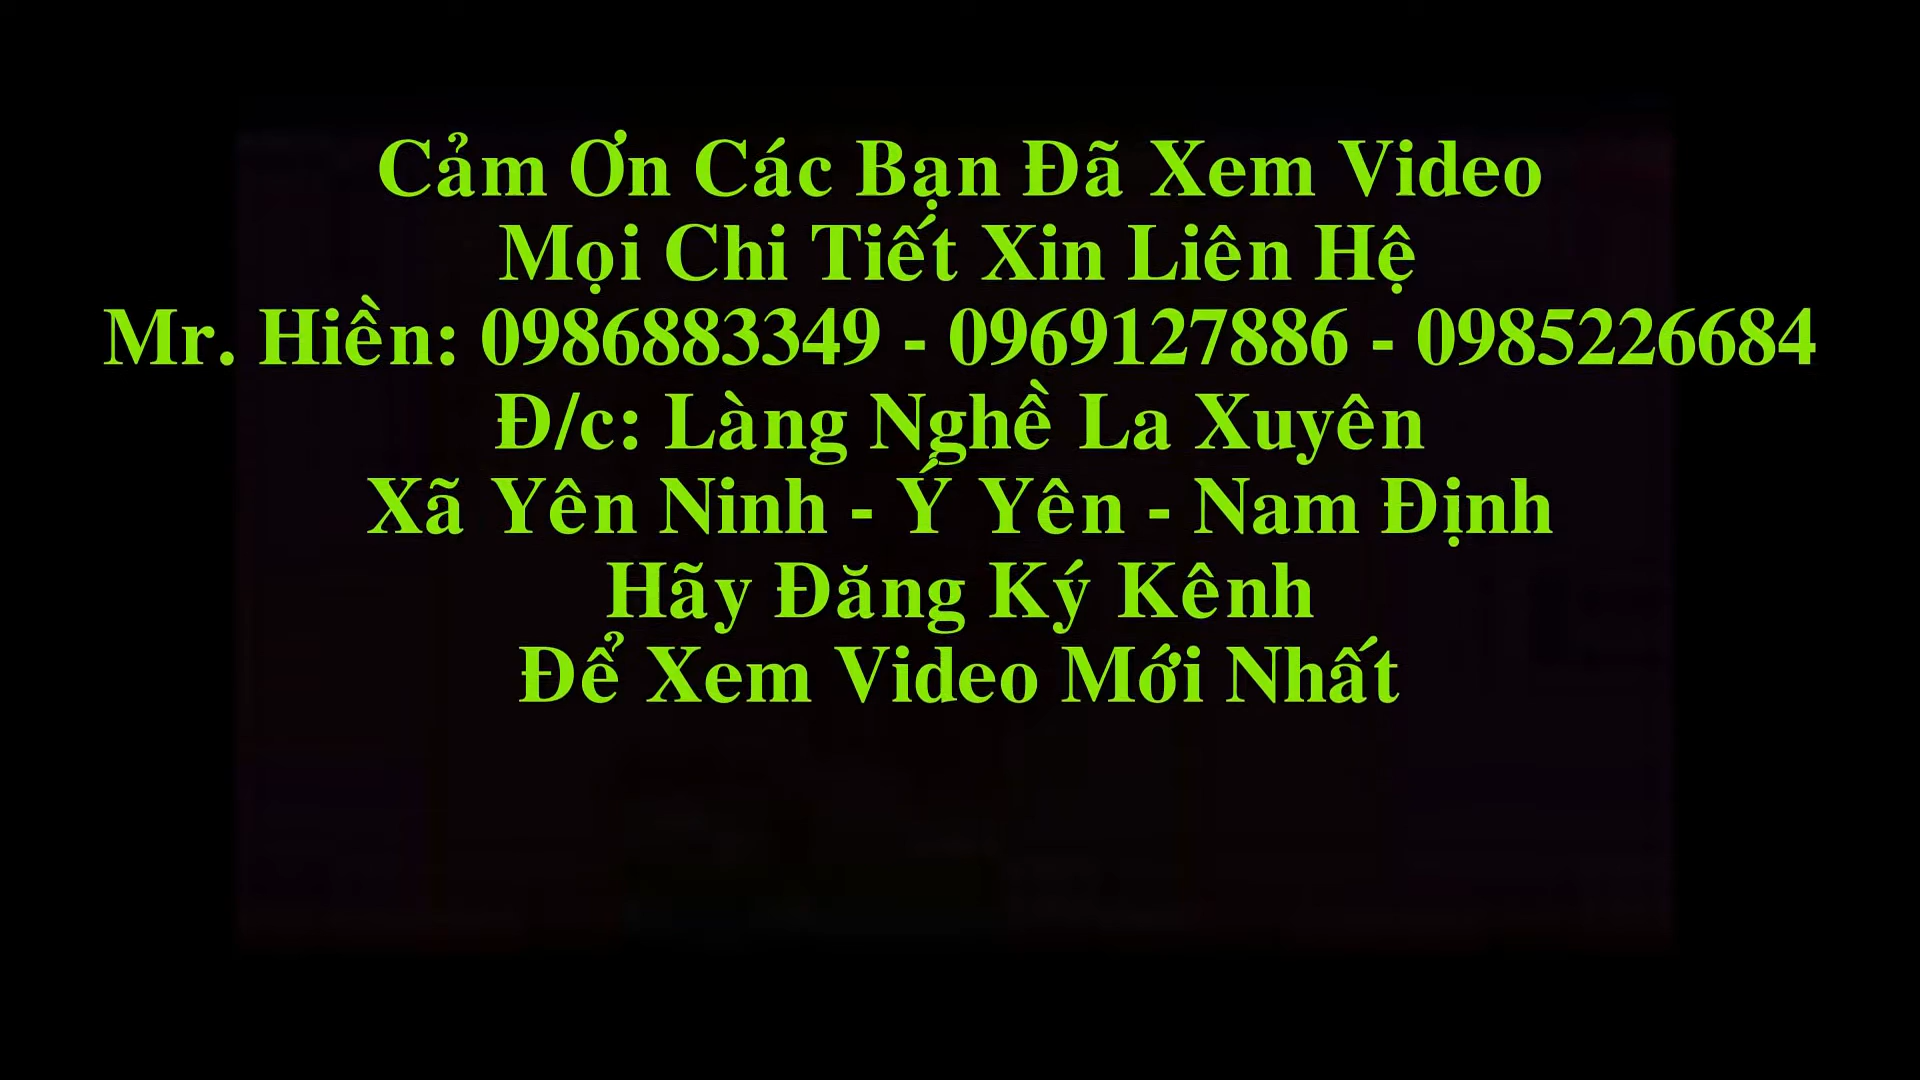 Cảm Ơn Các Bạn Đã Xem Video
Mọi Chi Tiết Xin Liên Hệ
Mr. Hiền: 0986883349 - 0969127886 - 0985226684
Đ/c: Làng Nghề La Xuyên
Xã Yên Ninh - Ý Yên - Nam Định
Hãy Đăng Ký Kênh
Để Xem Video Mới Nhất